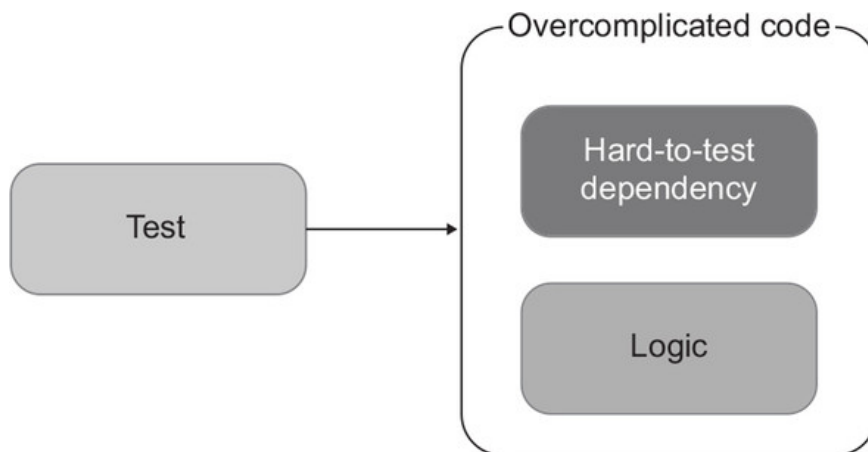 Overcomplicated code
Hard-to-test
dependency
Test
Logic